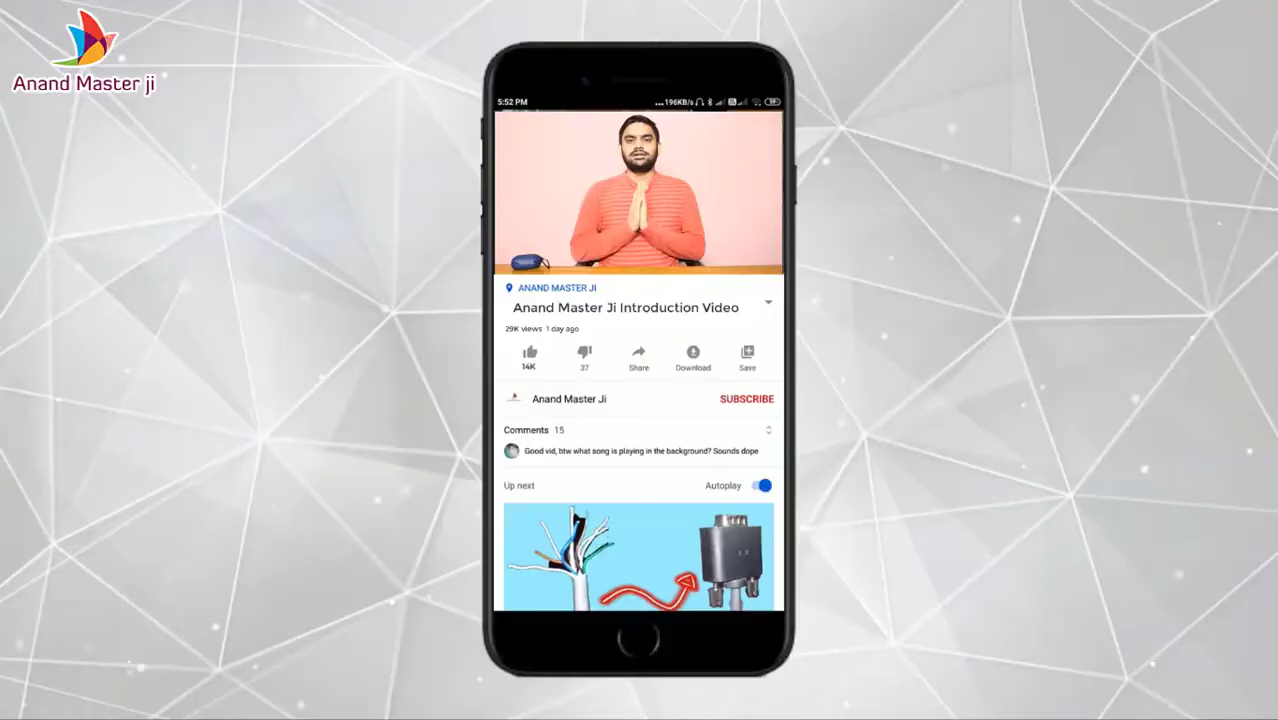 Anand Master ji
5:52 PM
...196KB/s
59
ANAND MASTER JI
Anand Master Ji Introduction Video
29K views 1 day ago
14K
37
Share
Download
Save
Anand Master Ji
SUBSCRIBE
Comments 15
Good vid, btw what song is playing in the background? Sounds dope
Up next
Autoplay